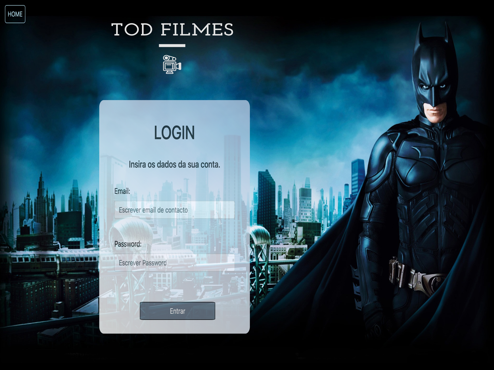 HOME
TOD FILMES
LOGIN
Insira os dados da sua conta.
Email:
Escrever email de contacto
Password:
Escrever Password
Entrar